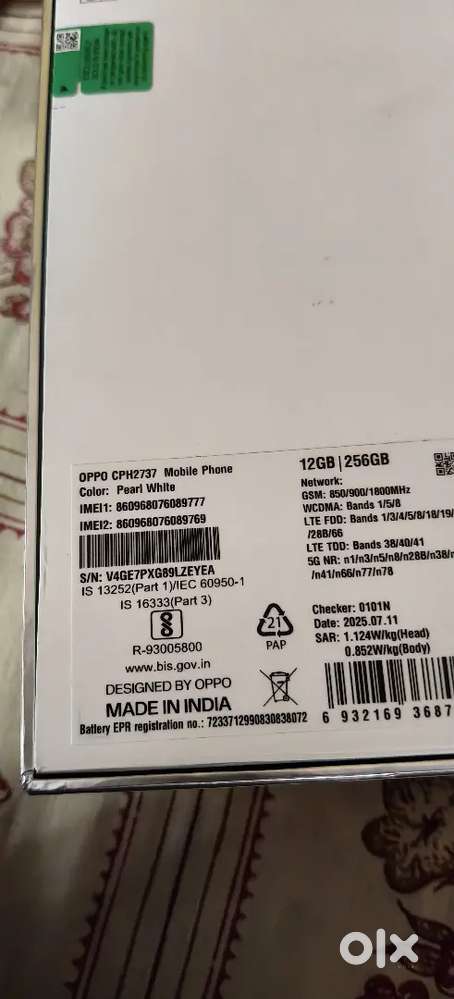 OPPO CPH2737 Mobile Phone
Color: Pearl White
IMEI1: 860968076089777
IMEI2: 860968076089769
S/N: V4GE7PXG89LZEYEA
IS 13252(Part 1)/IEC 60950-1
IS 16333(Part 3)
R-93005800
www.bis.gov.in
DESIGNED BY OPPO
MADE IN INDIA
Battery EPR registration no.: 7233712990830838072
12GB|256GB
Network:
GSM: 850/900/1800MHz
WCDMA: Bands 1/5/8
LTE FDD: Bands 1/3/4/5/8/18/19/
/28B/66
LTE TDD: Bands 38/40/41
5G NR: n1/n3/n5/n8/n28B/n38/
/n41/n66/n77/n78
21
PAP
Checker: 0101N
Date: 2025.07.11
SAR: 1.124W/kg(Head)
0.852W/kg(Body)
6 932169 3687
olx